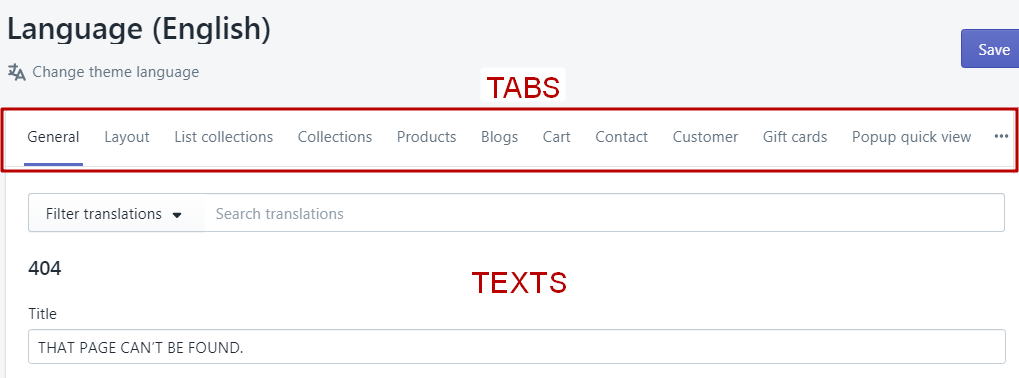 Language (English)
Change theme language
Save
TABS
General Layout List collections Collections Products Blogs Cart Contact Customer Gift cards Popup quick view ...
Filter translations Search translations
404
TEXTS
Title
THAT PAGE CAN’T BE FOUND.